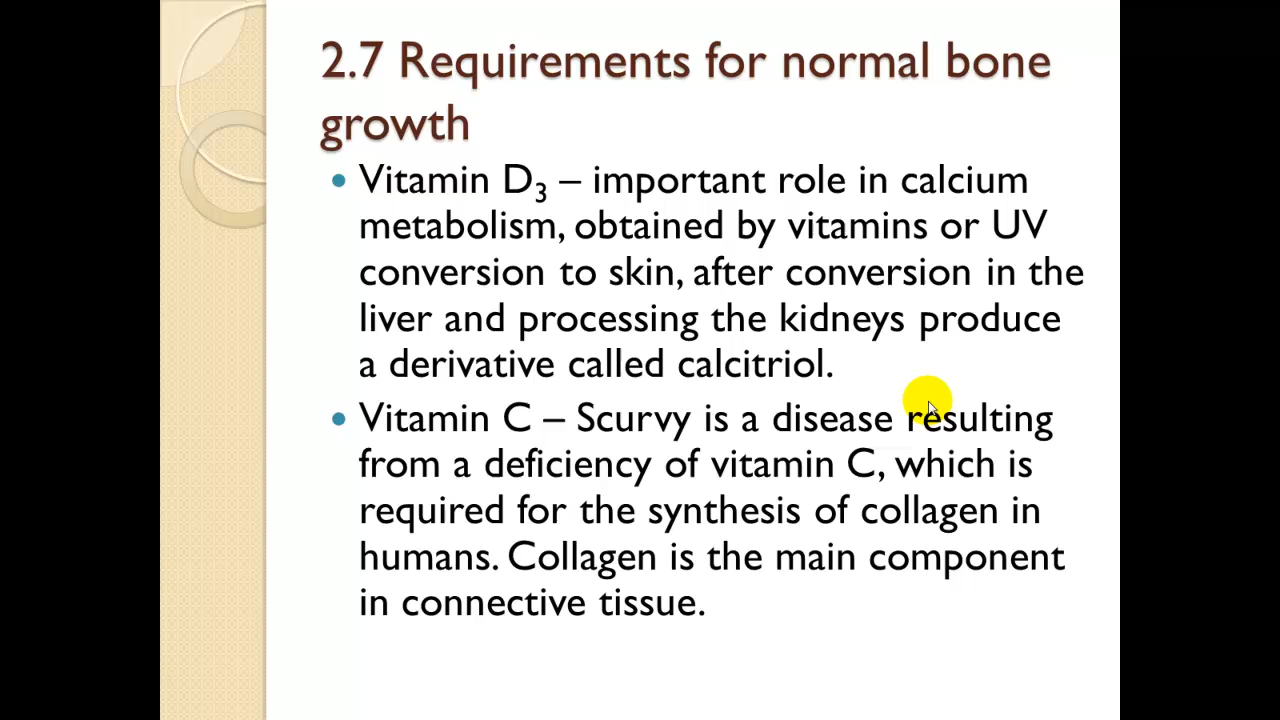 2.7 Requirements for normal bone
growth
• Vitamin D₃ – important role in calcium
metabolism, obtained by vitamins or UV
conversion to skin, after conversion in the
liver and processing the kidneys produce
a derivative called calcitriol.
• Vitamin C – Scurvy is a disease resulting
from a deficiency of vitamin C, which is
required for the synthesis of collagen in
humans. Collagen is the main component
in connective tissue.